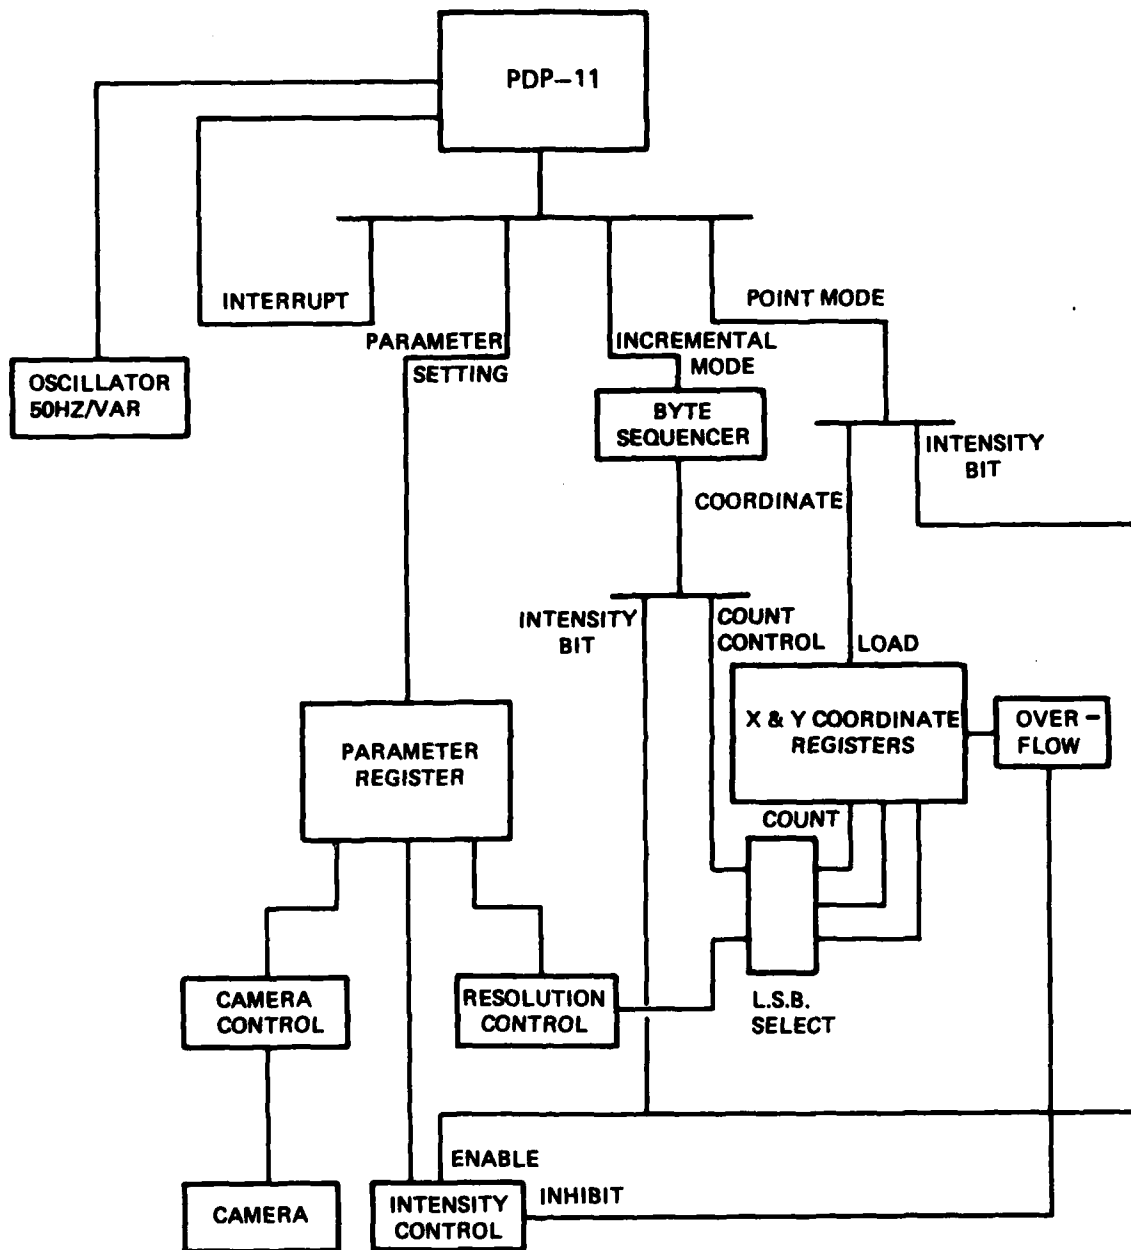 PDP-11
INTERRUPT
POINT MODE
PARAMETER
SETTING
INCREMENTAL
MODE
OSCILLATOR
50HZ/VAR
BYTE
SEQUENCER
INTENSITY
BIT
COORDINATE
INTENSITY
BIT
COUNT
CONTROL
LOAD
X & Y COORDINATE
REGISTERS
OVER-
FLOW
PARAMETER
REGISTER
COUNT
CAMERA
CONTROL
RESOLUTION
CONTROL
L.S.B.
SELECT
ENABLE
INHIBIT
CAMERA
INTENSITY
CONTROL